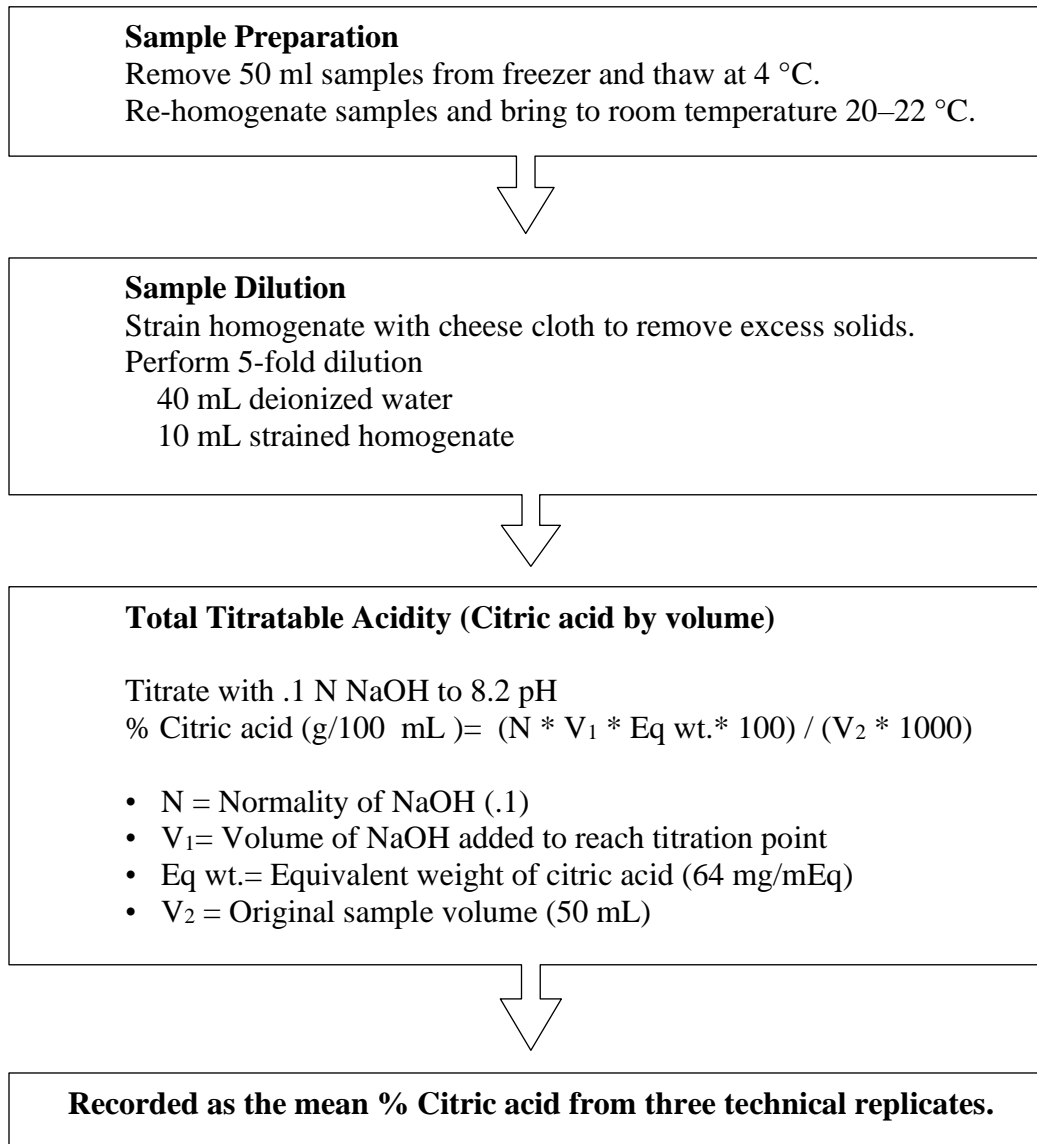 Sample Preparation
Remove 50 ml samples from freezer and thaw at 4 °C.
Re-homogenate samples and bring to room temperature 20–22 °C.
Sample Dilution
Strain homogenate with cheese cloth to remove excess solids.
Perform 5-fold dilution
40 mL deionized water
10 mL strained homogenate
Total Titratable Acidity (Citric acid by volume)
Titrate with .1 N NaOH to 8.2 pH
% Citric acid (g/100 mL )= (N * V₁ * Eq wt.* 100) / (V₂ * 1000)
• N = Normality of NaOH (.1)
• V₁= Volume of NaOH added to reach titration point
• Eq wt.= Equivalent weight of citric acid (64 mg/mEq)
• V₂ = Original sample volume (50 mL)
Recorded as the mean % Citric acid from three technical replicates.